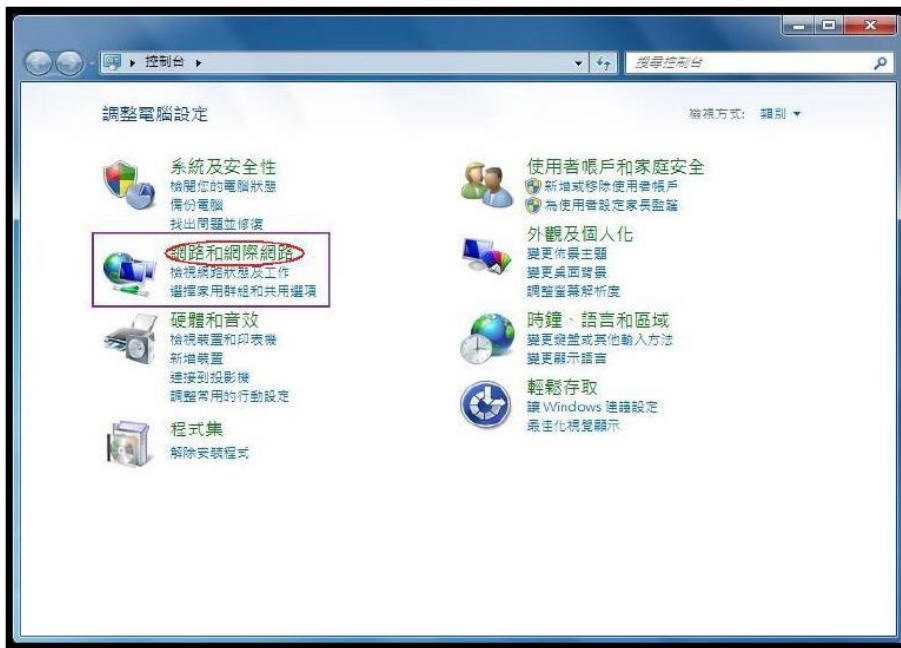 控制台
搜尋控制台
調整電腦設定
檢視方式: 類別
系統及安全性
檢閱您的電腦狀態
備份電腦
找出問題並修復
網路和網際網路
檢視網路狀態及工作
選擇家用群組和共用選項
硬體和音效
檢視裝置和印表機
新增裝置
連接到投影機
調整常用的行動設定
程式集
解除安裝程式
使用者帳戶和家庭安全
新增或移除使用者帳戶
為使用者設定家長監護
外觀及個人化
變更佈景主題
變更桌面背景
調整螢幕解析度
時鐘、語言和區域
變更鍵盤或其他輸入方法
變更顯示語言
輕鬆存取
讓 Windows 建議設定
最佳化視覺顯示